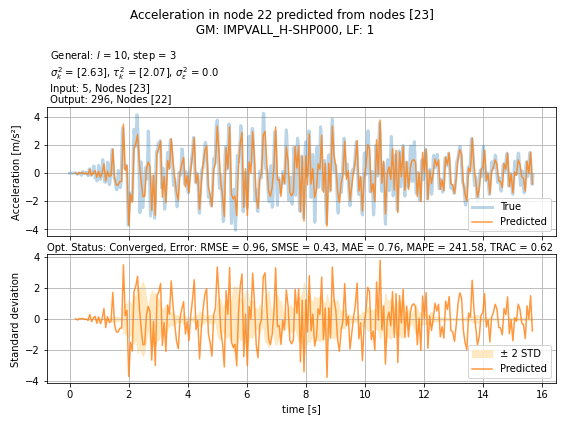 Acceleration in node 22 predicted from nodes [23]
GM: IMPVALL_H-SHP000, LF: 1
General: l = 10, step = 3
σ²ₖ = [2.63], τ²ₖ = [2.07], σ²ε = 0.0
Input: 5, Nodes [23]
Output: 296, Nodes [22]
Acceleration [m/s²]
4
2
0
−2
−4
True
Predicted
Opt. Status: Converged, Error: RMSE = 0.96, SMSE = 0.43, MAE = 0.76, MAPE = 241.58, TRAC = 0.62
Standard deviation
4
2
0
−2
−4
± 2 STD
Predicted
0 2 4 6 8 10 12 14 16
time [s]